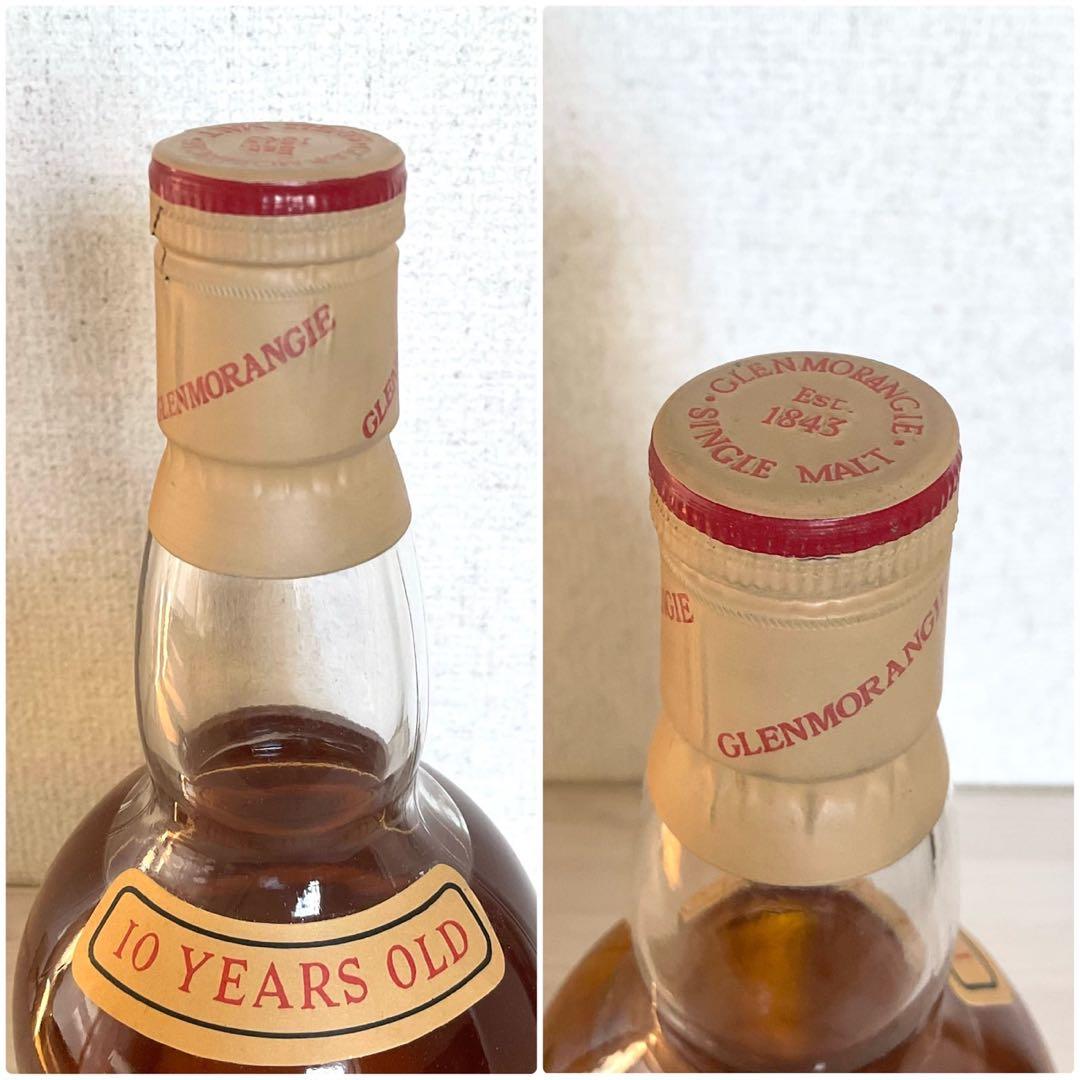 GLENMORANGIE
GLEN
10 YEARS OLD
GLENMORANGIE
Est.
1843
SINGLE MALT
GIE
GLENMORANGIE